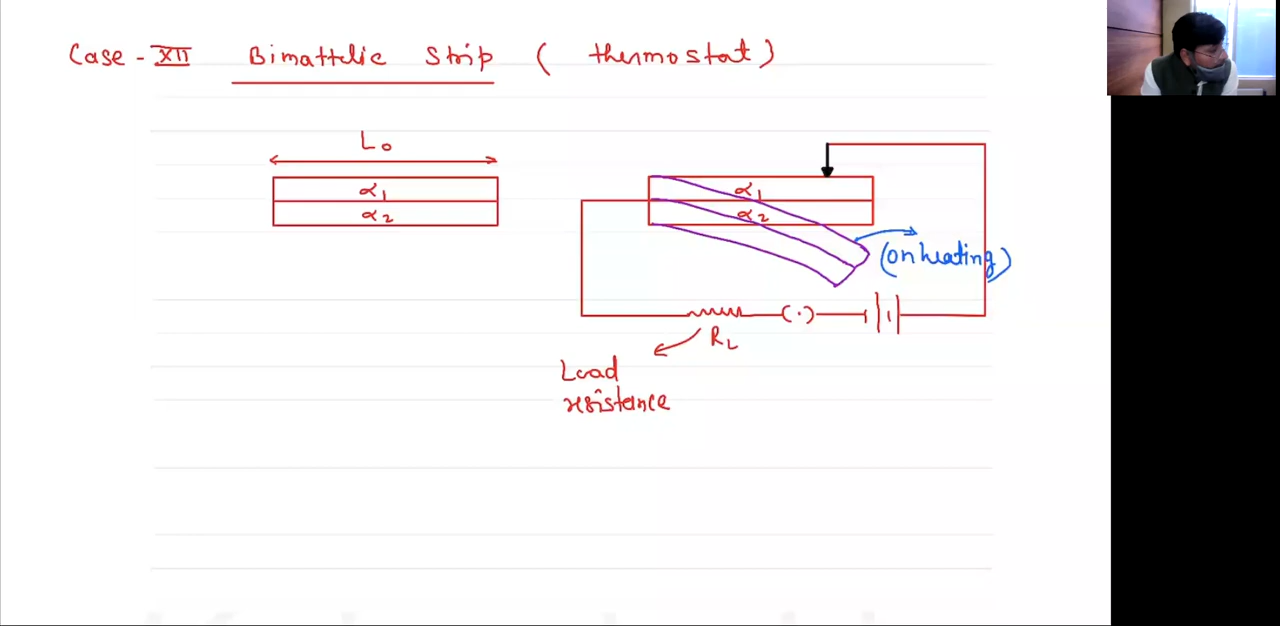 Case - XII Bimattelic Strip ( thermostat)
L₀
α₁
α₂
α₁
α₂
(on heating)
R_L
Load
resistance